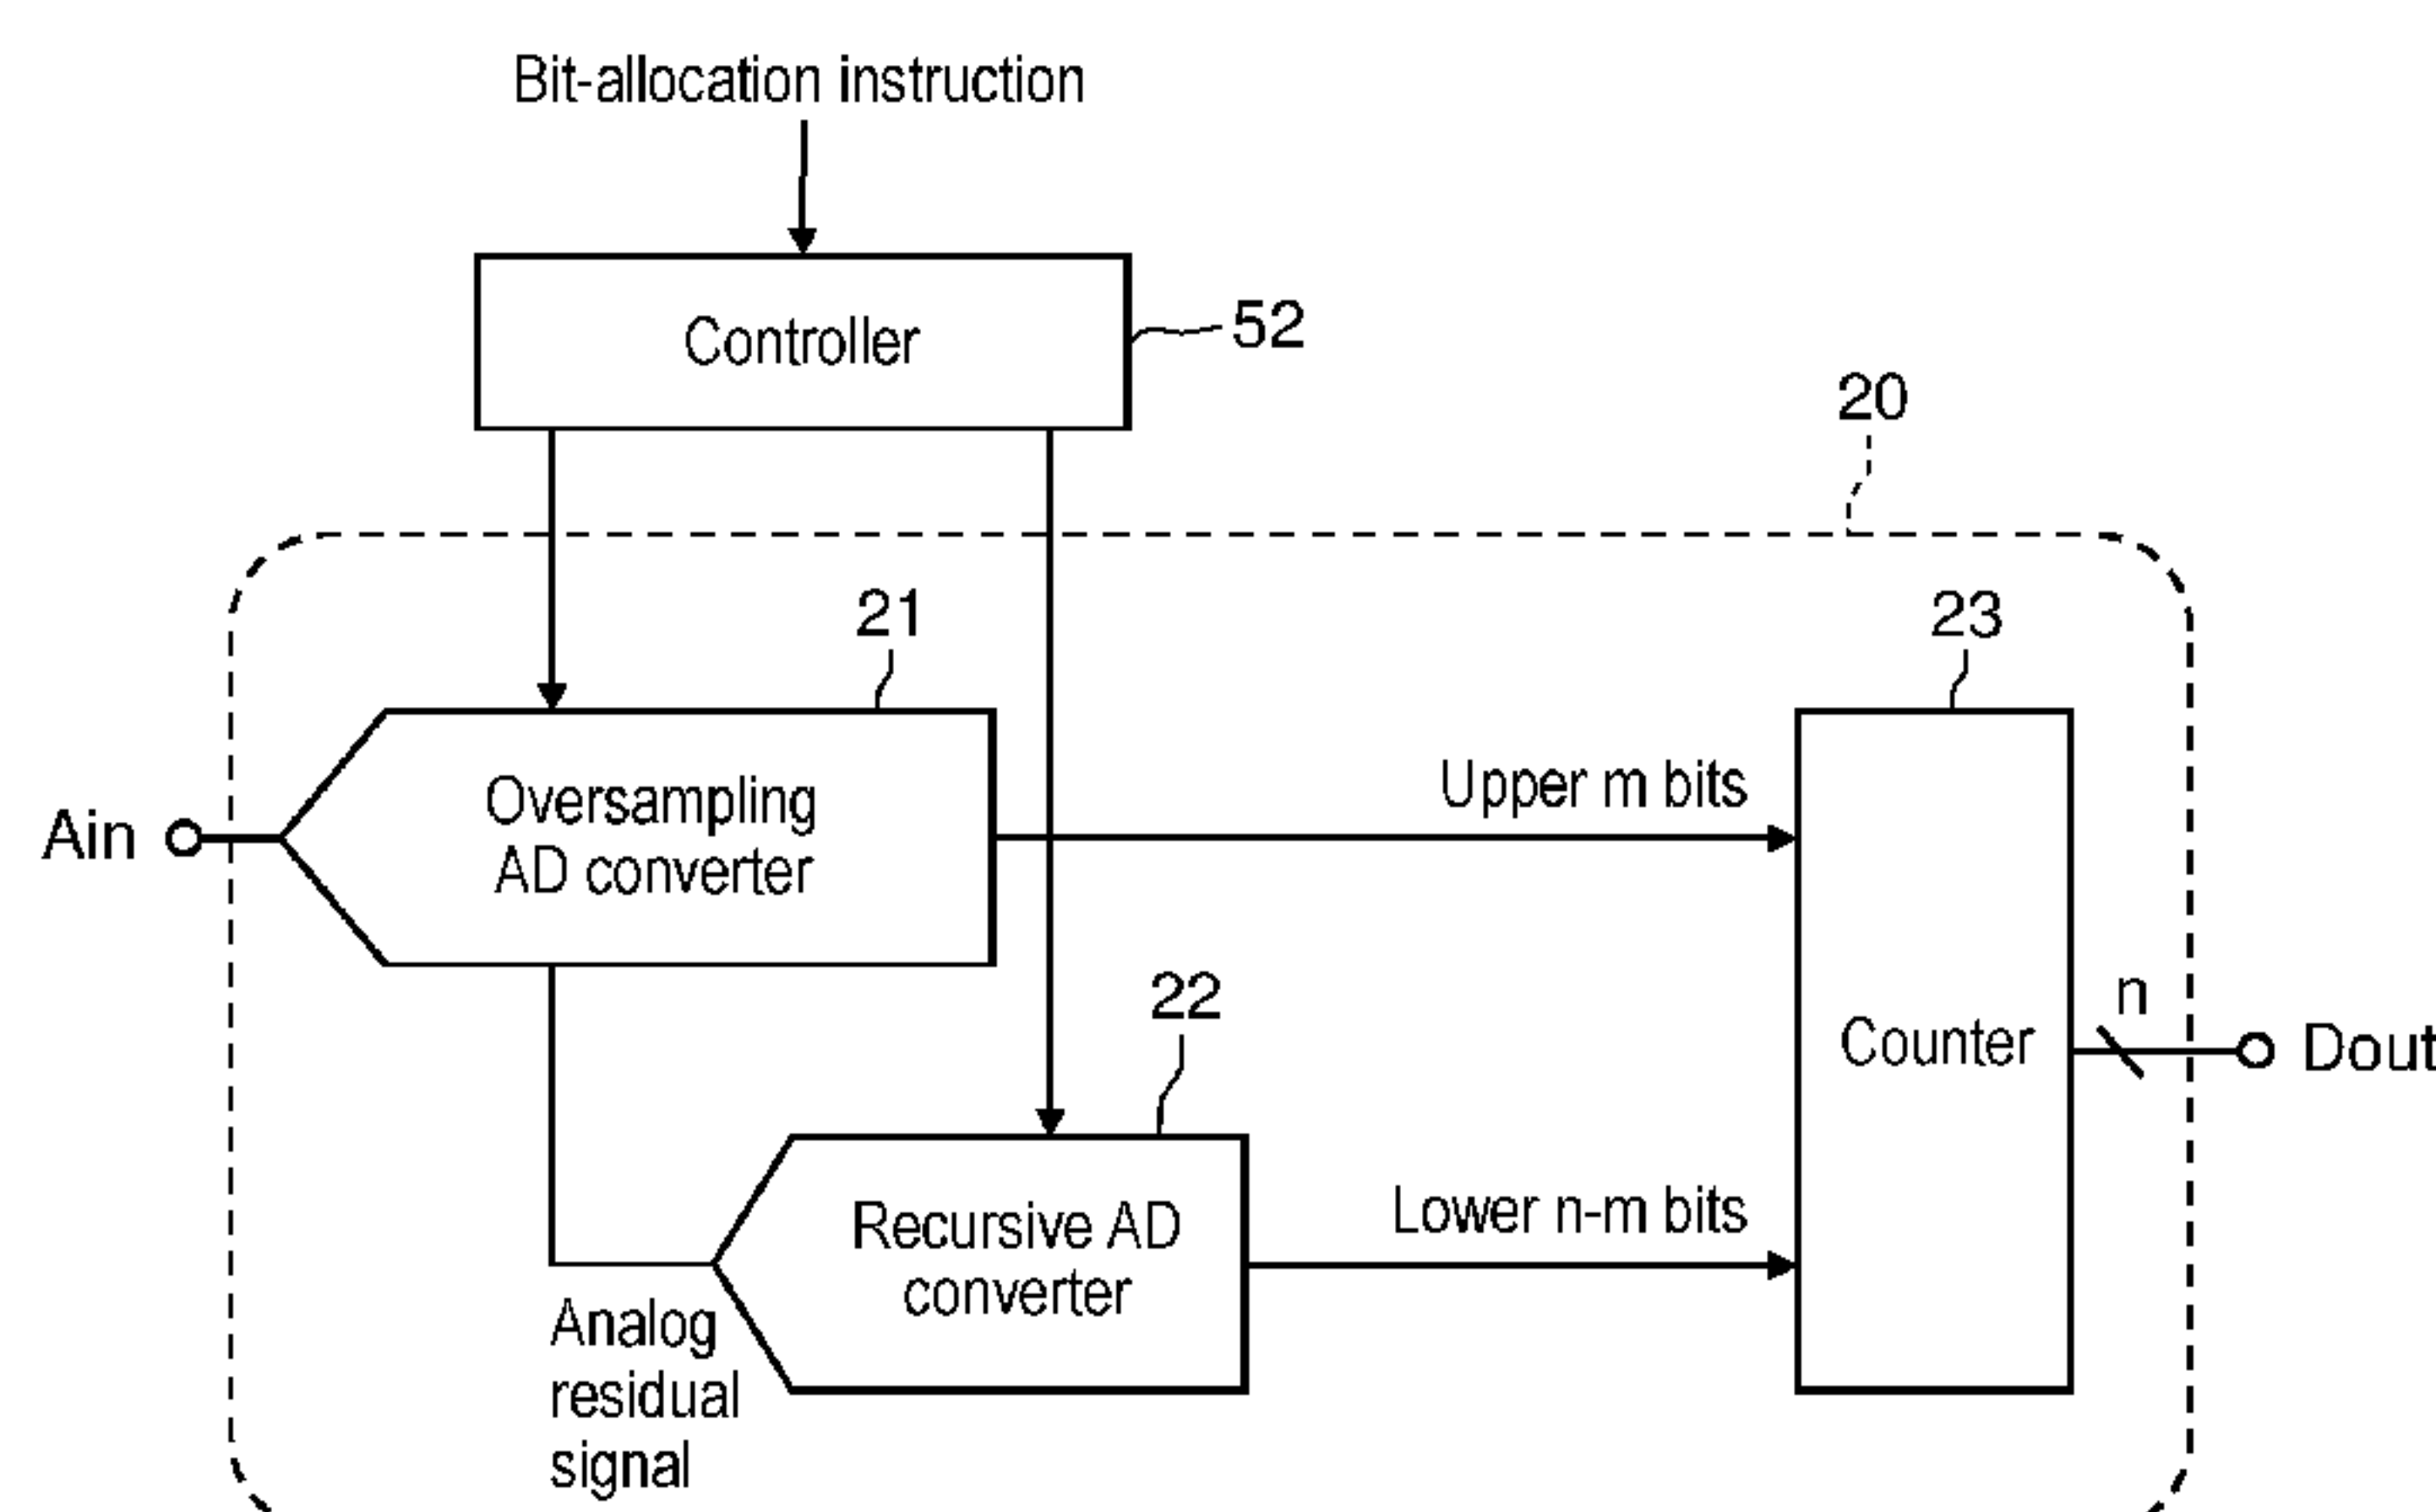 Bit-allocation instruction
Controller
52
20
21
23
Oversampling
AD converter
Upper m bits
Ain
22
n
Counter
Dout
Recursive AD
converter
Lower n-m bits
Analog
residual
signal